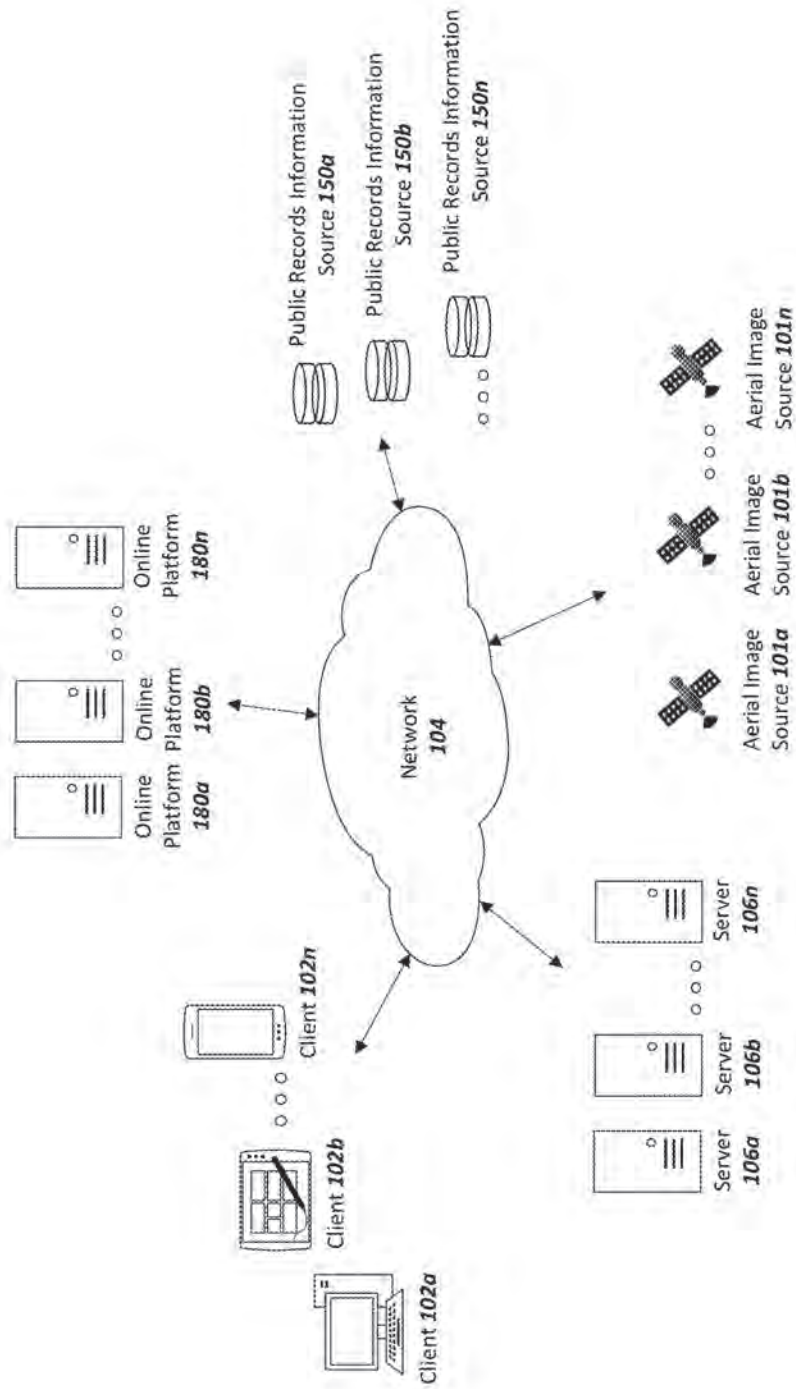 Online
Platform
180a
Online
Platform
180b
Online
Platform
180n
Client 102a
Client 102b
Client 102n
Network
104
Public Records Information
Source 150a
Public Records Information
Source 150b
Public Records Information
Source 150n
Server
106a
Server
106b
Server
106n
Aerial Image
Source 101a
Aerial Image
Source 101b
Aerial Image
Source 101n